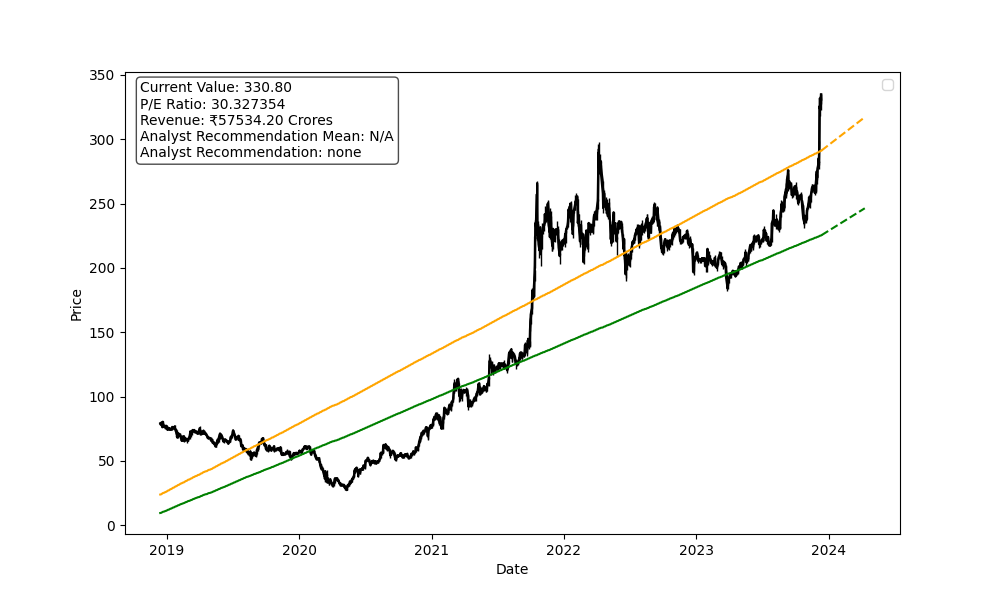 Current Value: 330.80
P/E Ratio: 30.327354
Revenue: ₹57534.20 Crores
Analyst Recommendation Mean: N/A
Analyst Recommendation: none
350
300
250
200
150
100
50
0
Price
2019 2020 2021 2022 2023 2024
Date